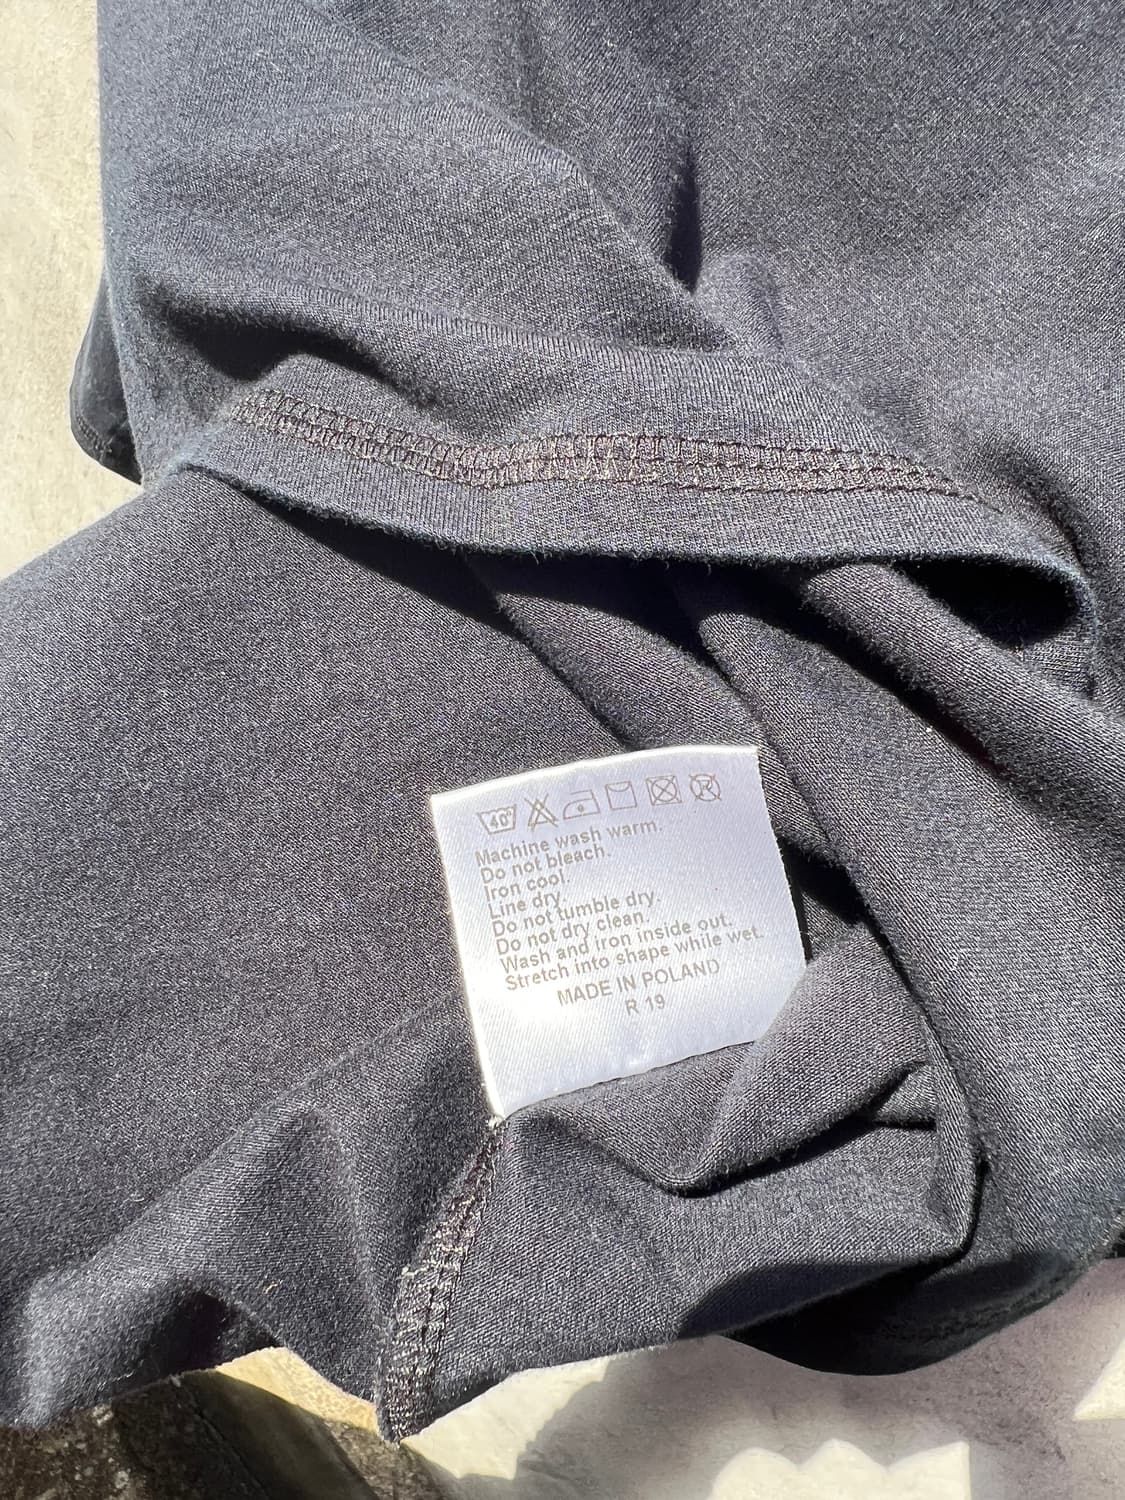 40°
Machine wash warm.
Do not bleach.
Iron cool.
Line dry.
Do not tumble dry.
Do not dry clean.
Wash and iron inside out.
Stretch into shape while wet.
MADE IN POLAND
R 19